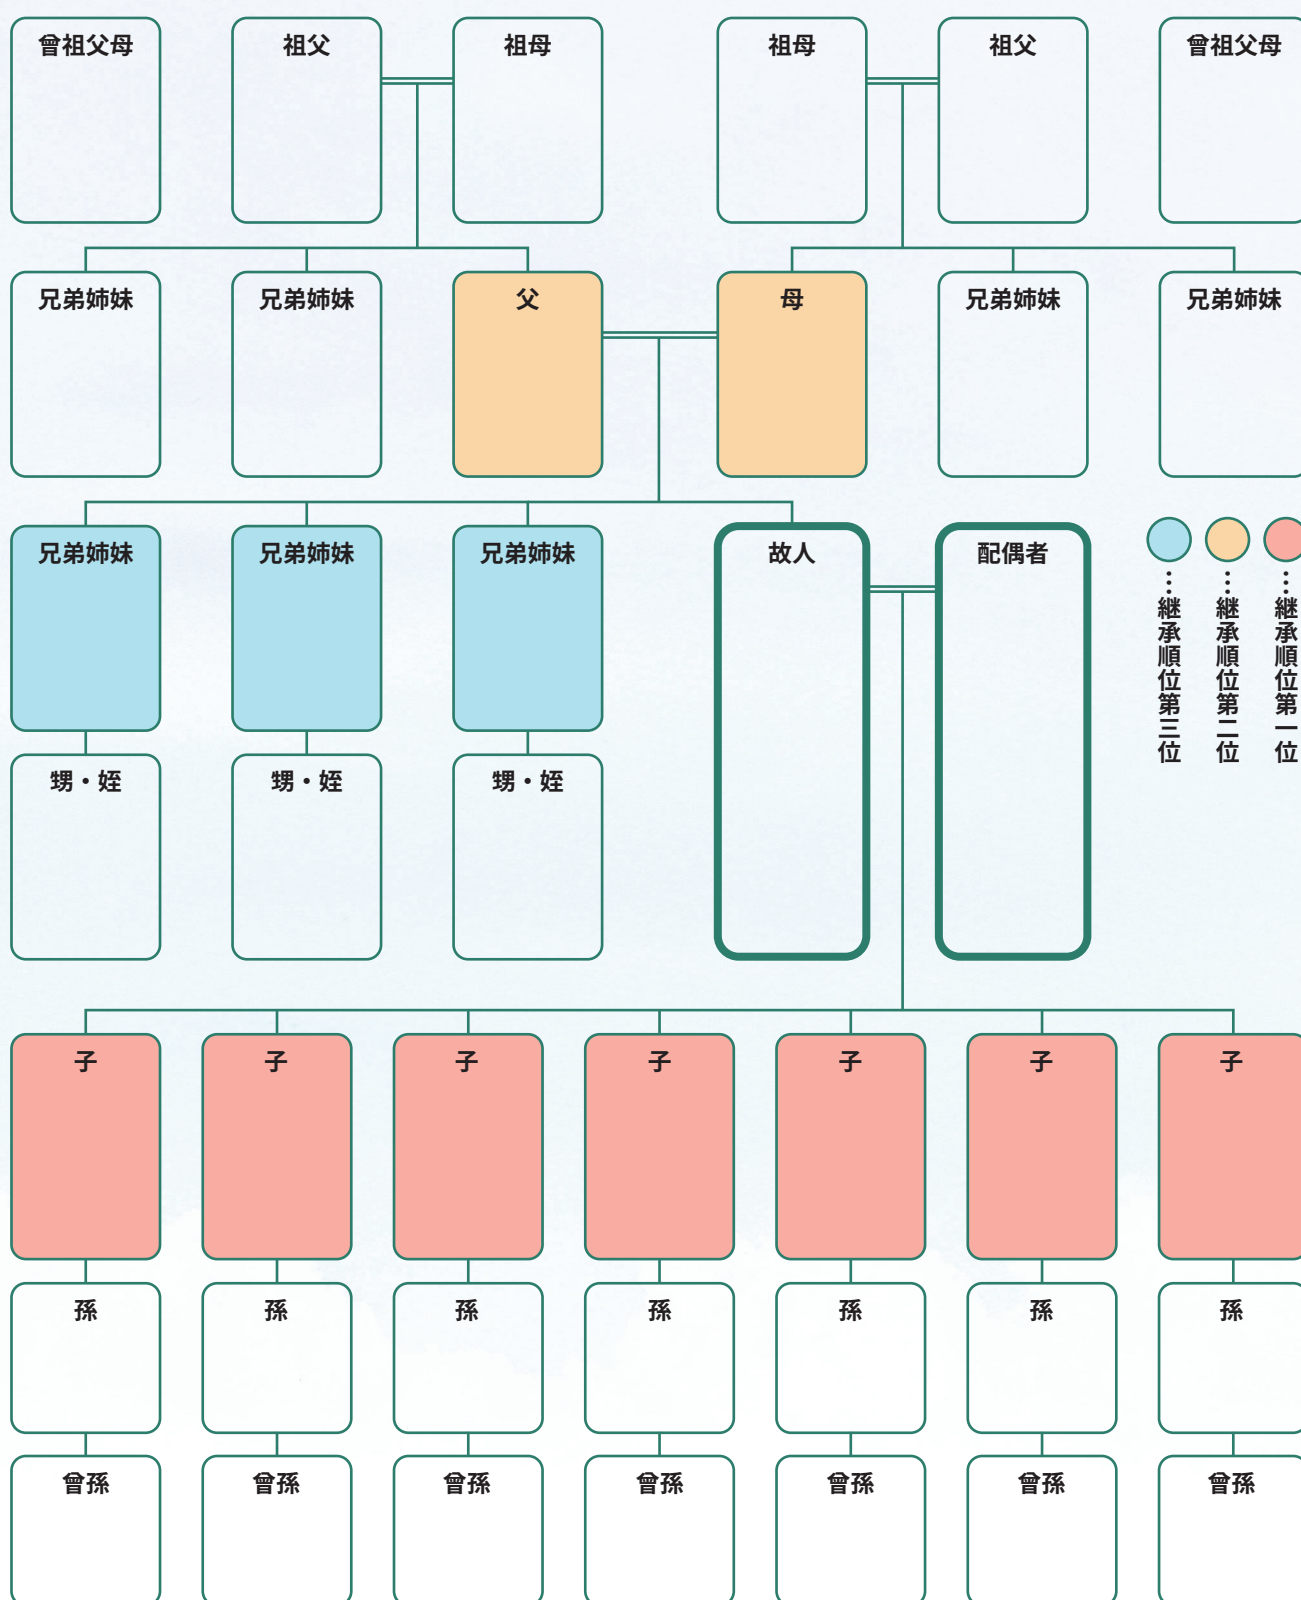 曾祖父母
祖父
祖母
祖母
祖父
曾祖父母
兄弟姉妹
兄弟姉妹
父
母
兄弟姉妹
兄弟姉妹
兄弟姉妹
兄弟姉妹
兄弟姉妹
故人
配偶者
…継承順位第一位
…継承順位第二位
…継承順位第三位
甥・姪
甥・姪
甥・姪
子
子
子
子
子
子
子
孫
孫
孫
孫
孫
孫
孫
曾孫
曾孫
曾孫
曾孫
曾孫
曾孫
曾孫